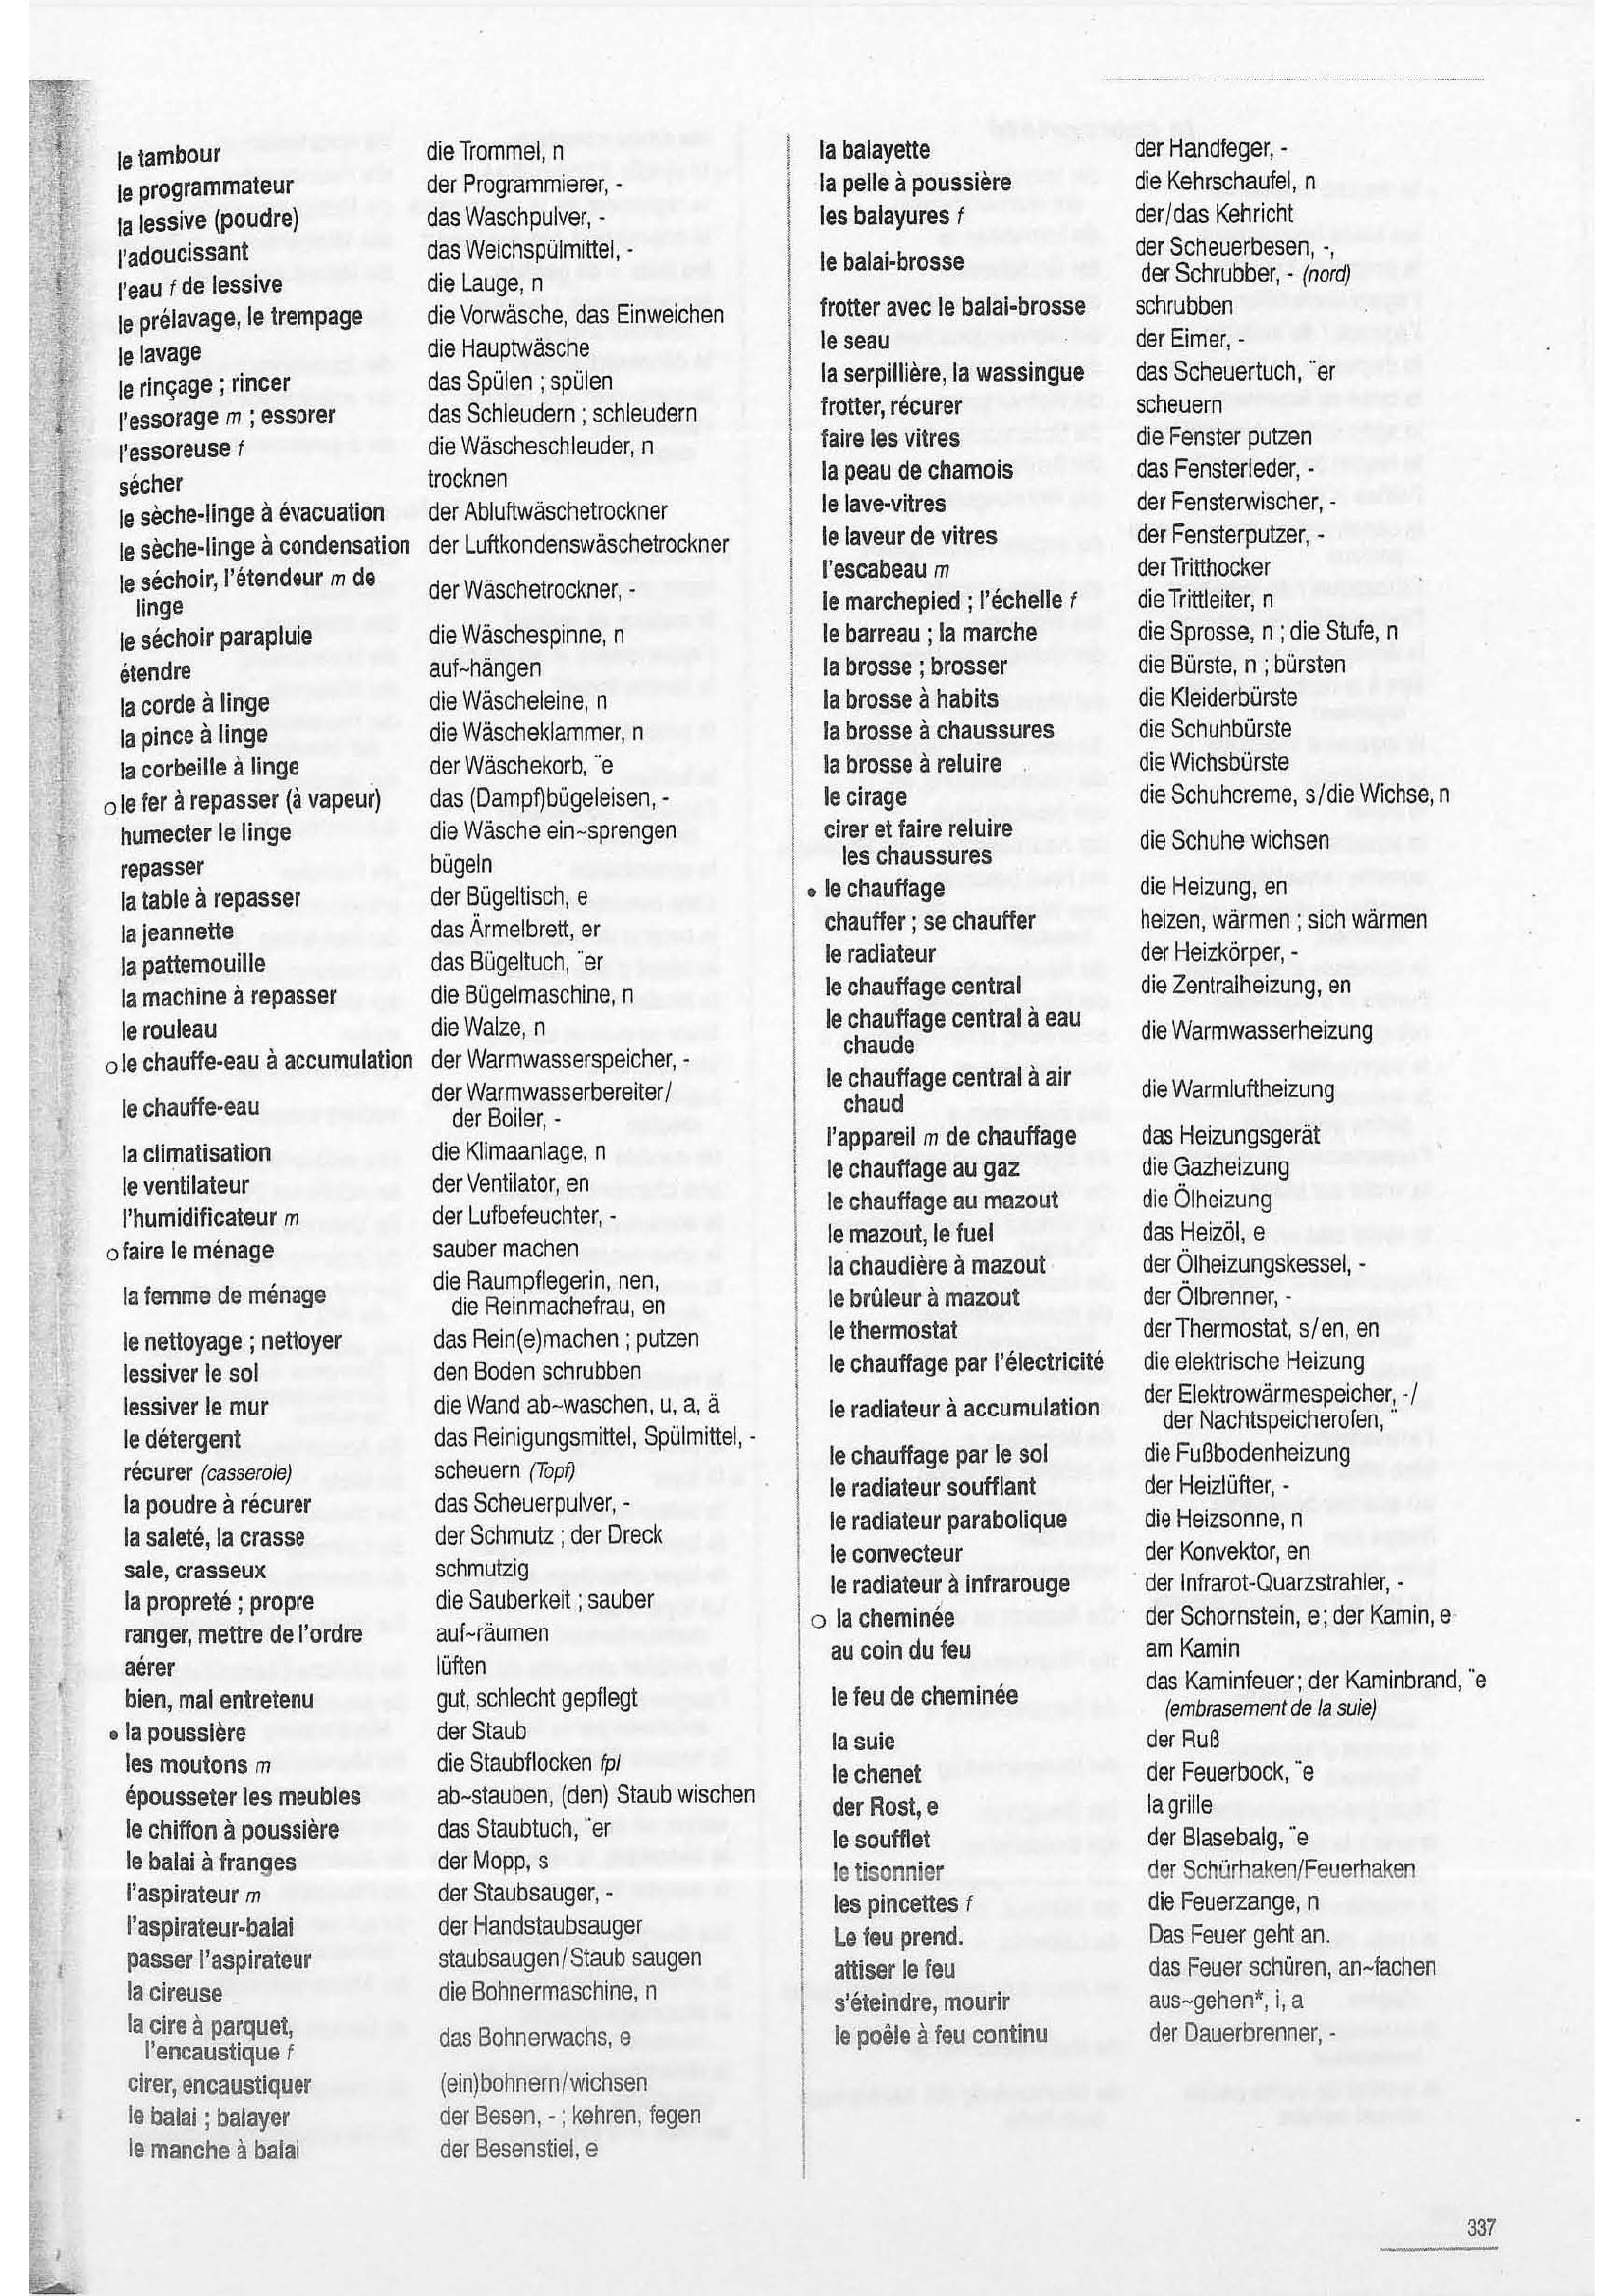 le tambour die Trommel, n
le programmateur der Programmierer, -
la lessive (poudre) das Waschpulver, -
l'adoucissant das Weichspülmittel, -
l'eau f de lessive die Lauge, n
le prélavage, le trempage die Vorwäsche, das Einweichen
le lavage die Hauptwäsche
le rinçage ; rincer das Spülen ; spülen
l'essorage m ; essorer das Schleudern ; schleudern
l'essoreuse f die Wäscheschleuder, n
sécher trocknen
le sèche-linge à évacuation der Abluftwäschetrockner
le sèche-linge à condensation der Luftkondenswäschetrockner
le séchoir, l'étendeur m de
linge der Wäschetrockner, -
le séchoir parapluie die Wäschespinne, n
étendre auf~hängen
la corde à linge die Wäscheleine, n
la pince à linge die Wäscheklammer, n
la corbeille à linge der Wäschekorb, ¨e
o le fer à repasser (à vapeur) das (Dampf)bügeleisen, -
humecter le linge die Wäsche ein~sprengen
repasser bügeln
la table à repasser der Bügeltisch, e
la jeannette das Ärmelbrett, er
la pattemouille das Bügeltuch, ¨er
la machine à repasser die Bügelmaschine, n
le rouleau die Walze, n
o le chauffe-eau à accumulation der Warmwasserspeicher, -
le chauffe-eau der Warmwasserbereiter/
der Boiler, -
la climatisation die Klimaanlage, n
le ventilateur der Ventilator, en
l'humidificateur m der Lufbefeuchter, -
o faire le ménage sauber machen
la femme de ménage die Raumpflegerin, nen,
die Reinmachefrau, en
le nettoyage ; nettoyer das Rein(e)machen ; putzen
lessiver le sol den Boden schrubben
lessiver le mur die Wand ab~waschen, u, a, ä
le détergent das Reinigungsmittel, Spülmittel, -
récurer (casserole) scheuern (Topf)
la poudre à récurer das Scheuerpulver, -
la saleté, la crasse der Schmutz ; der Dreck
sale, crasseux schmutzig
la propreté ; propre die Sauberkeit ; sauber
ranger, mettre de l'ordre auf~räumen
aérer lüften
bien, mal entretenu gut, schlecht gepflegt
• la poussière der Staub
les moutons m die Staubflocken fpl
épousseter les meubles ab~stauben, (den) Staub wischen
le chiffon à poussière das Staubtuch, ¨er
le balai à franges der Mopp, s
l'aspirateur m der Staubsauger, -
l'aspirateur-balai der Handstaubsauger
passer l'aspirateur staubsaugen/Staub saugen
la cireuse die Bohnermaschine, n
la cire à parquet,
l'encaustique f das Bohnerwachs, e
cirer, encaustiquer (ein)bohnern/wichsen
le balai ; balayer der Besen, - ; kehren, fegen
le manche à balai der Besenstiel, e
la balayette der Handfeger, -
la pelle à poussière die Kehrschaufel, n
les balayures f der/das Kehricht
le balai-brosse der Scheuerbesen, -,
der Schrubber, - (nord)
frotter avec le balai-brosse schrubben
le seau der Eimer, -
la serpillière, la wassingue das Scheuertuch, ¨er
frotter, récurer scheuern
faire les vitres die Fenster putzen
la peau de chamois das Fensterleder, -
le lave-vitres der Fensterwischer, -
le laveur de vitres der Fensterputzer, -
l'escabeau m der Tritthocker
le marchepied ; l'échelle f die Trittleiter, n
le barreau ; la marche die Sprosse, n ; die Stufe, n
la brosse ; brosser die Bürste, n ; bürsten
la brosse à habits die Kleiderbürste
la brosse à chaussures die Schuhbürste
la brosse à reluire die Wichsbürste
le cirage die Schuhcreme, s/die Wichse, n
cirer et faire reluire
les chaussures die Schuhe wichsen
• le chauffage die Heizung, en
chauffer ; se chauffer heizen, wärmen ; sich wärmen
le radiateur der Heizkörper, -
le chauffage central die Zentralheizung, en
le chauffage central à eau
chaude die Warmwasserheizung
le chauffage central à air
chaud die Warmluftheizung
l'appareil m de chauffage das Heizungsgerät
le chauffage au gaz die Gazheizung
le chauffage au mazout die Ölheizung
le mazout, le fuel das Heizöl, e
la chaudière à mazout der Ölheizungskessel, -
le brûleur à mazout der Ölbrenner, -
le thermostat der Thermostat, s/en, en
le chauffage par l'électricité die elektrische Heizung
le radiateur à accumulation der Elektrowärmespeicher, -/
der Nachtspeicherofen, ¨
le chauffage par le sol die Fußbodenheizung
le radiateur soufflant der Heizlüfter, -
le radiateur parabolique die Heizsonne, n
le convecteur der Konvektor, en
le radiateur à infrarouge der Infrarot-Quarzstrahler, -
o la cheminée der Schornstein, e; der Kamin, e
au coin du feu am Kamin
le feu de cheminée das Kaminfeuer; der Kaminbrand, ¨e
(embrasement de la suie)
la suie der Ruß
le chenet der Feuerbock, ¨e
der Rost, e la grille
le soufflet der Blasebalg, ¨e
le tisonnier der Schürhaken/Feuerhaken
les pincettes f die Feuerzange, n
Le feu prend. Das Feuer geht an.
attiser le feu das Feuer schüren, an~fachen
s'éteindre, mourir aus~gehen*, i, a
le poêle à feu continu der Dauerbrenner, -
337